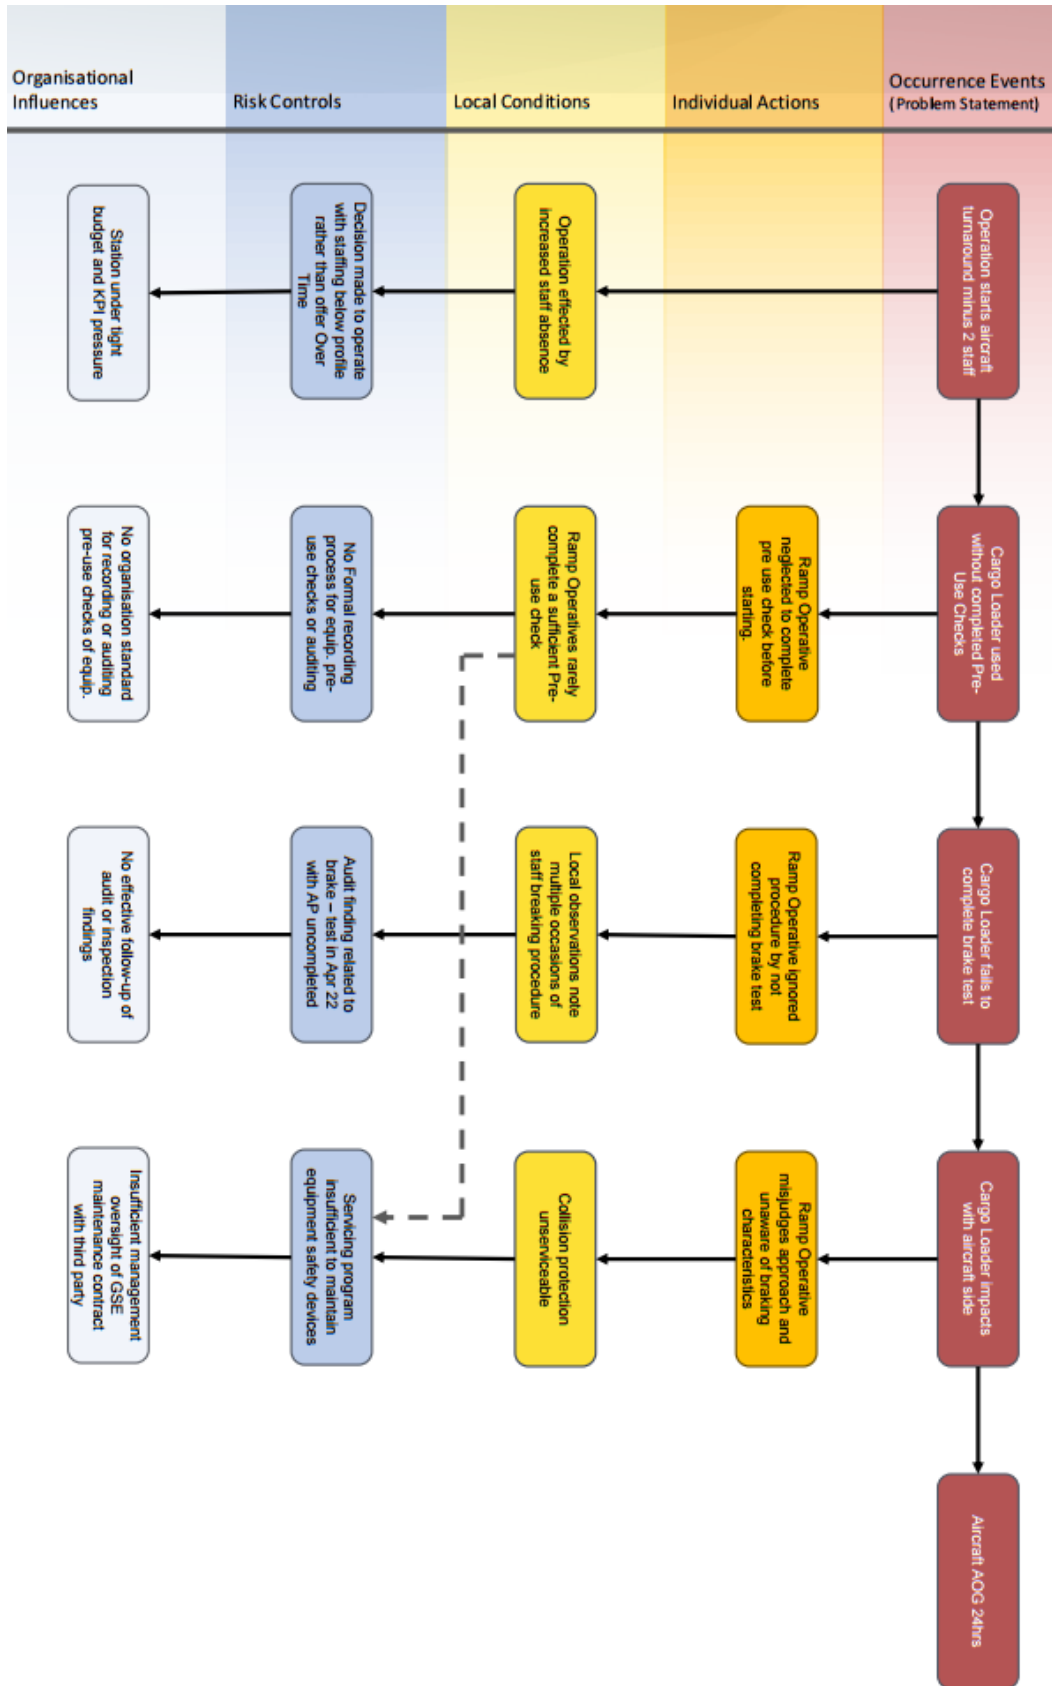 Organisational
Influences
Risk Controls
Local Conditions
Individual Actions
Occurrence Events
(Problem Statement)
Operation starts aircraft
turnaround minus 2 staff
Operation effected by
increased staff absence
Decision made to operate
with staffing below profile
rather than offer Over
Time
Station under tight
budget and KPI pressure
Cargo Loader used
without completed Pre-
Use Checks
Ramp Operative
neglected to complete
pre use check before
starting.
Ramp Operatives rarely
complete a sufficient Pre-
use check
No Formal recording
process for equip. pre-
use checks or auditing
No organisation standard
for recording or auditing
pre-use checks of equip.
Cargo Loader fails to
complete brake test
Ramp Operative ignored
procedure by not
completing brake test
Local observations note
multiple occasions of
staff breaking procedure
Audit finding related to
brake – test in Apr 22
with AP uncompleted
No effective follow-up of
audit or inspection
findings
Cargo Loader impacts
with aircraft side
Ramp Operative
misjudges approach and
unaware of braking
characteristics
Collision protection
unserviceable
Servicing program
insufficient to maintain
equipment safety devices
Insufficient management
oversight of GSE
maintenance contract
with third party
Aircraft AOG 24hrs